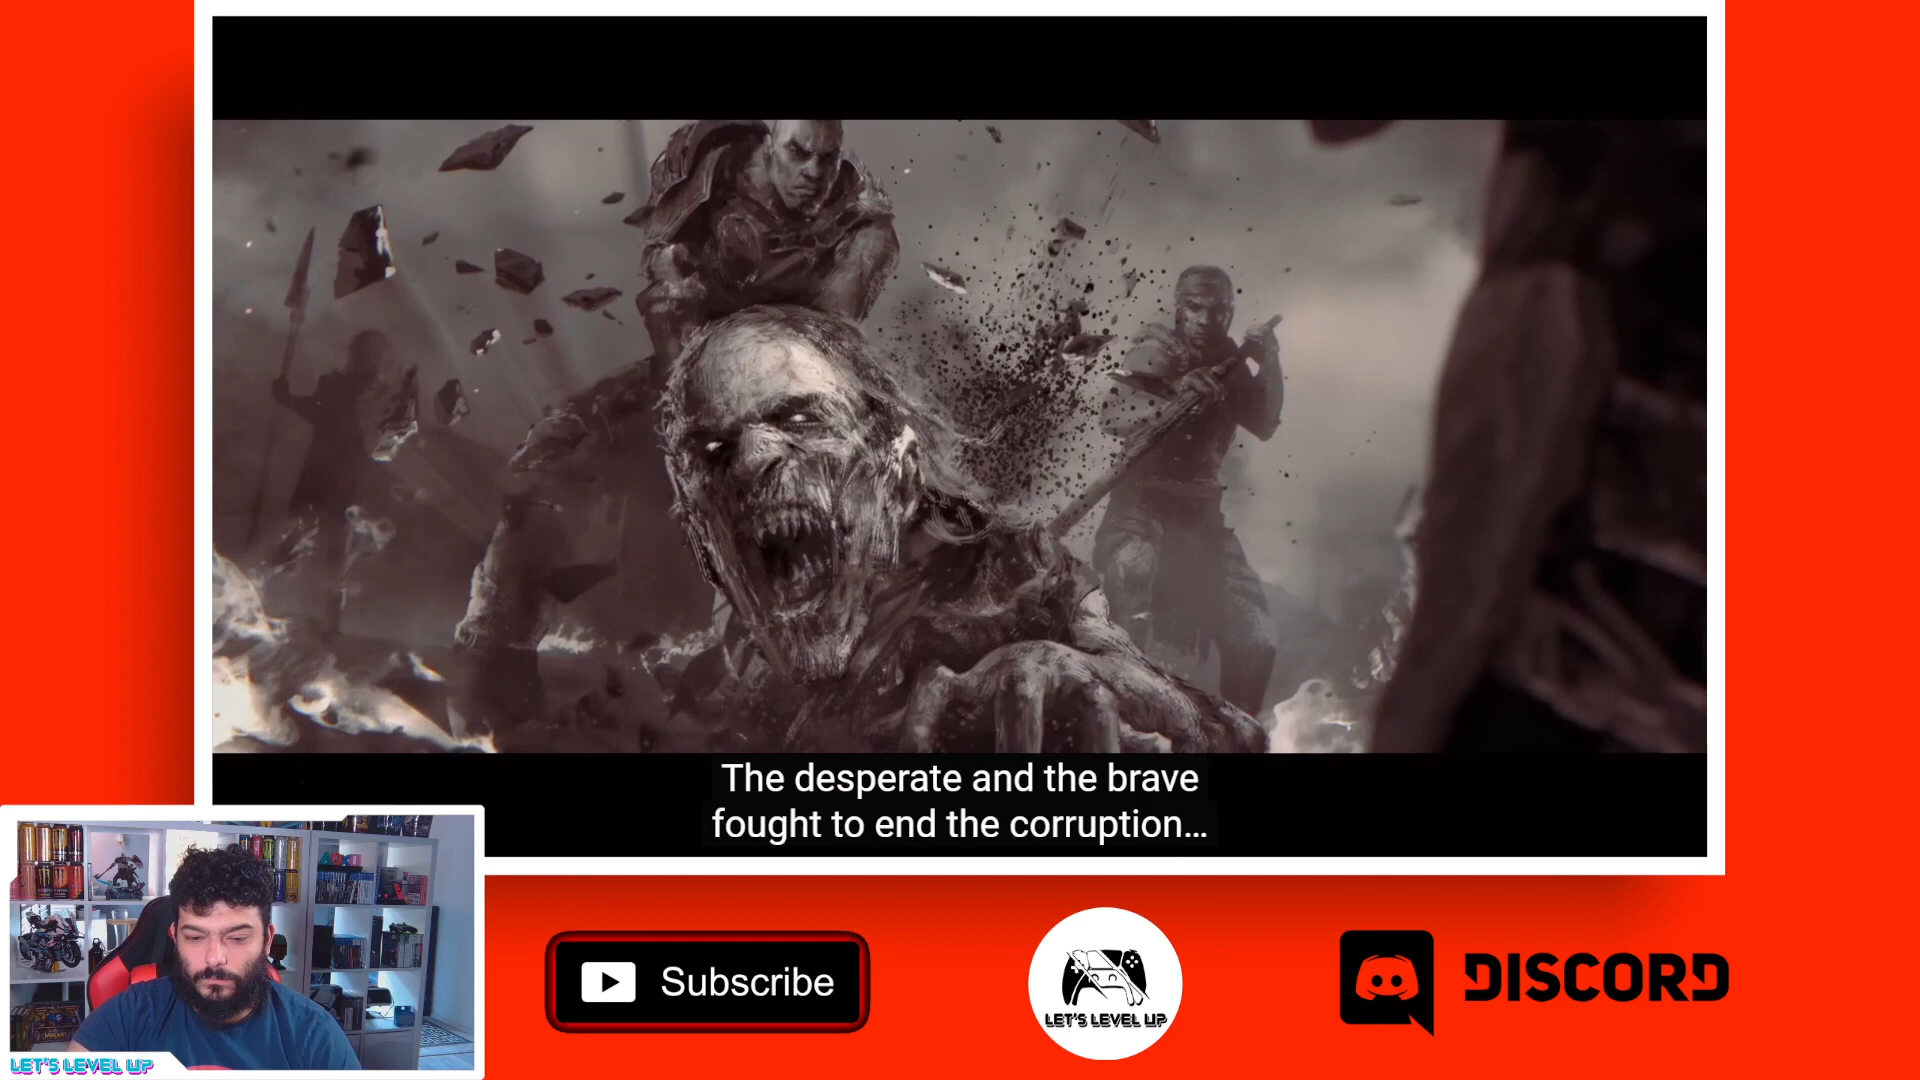 The desperate and the brave
fought to end the corruption...
Subscribe
LET'S LEVEL UP
DISCORD
LET'S LEVEL UP